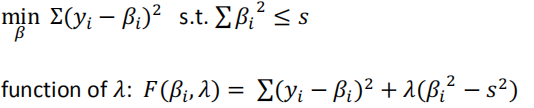 min Σ(yᵢ − βᵢ)² s.t. Σβᵢ² ≤ s
β
function of λ: F(βᵢ, λ) = Σ(yᵢ − βᵢ)² + λ(βᵢ² − s²)